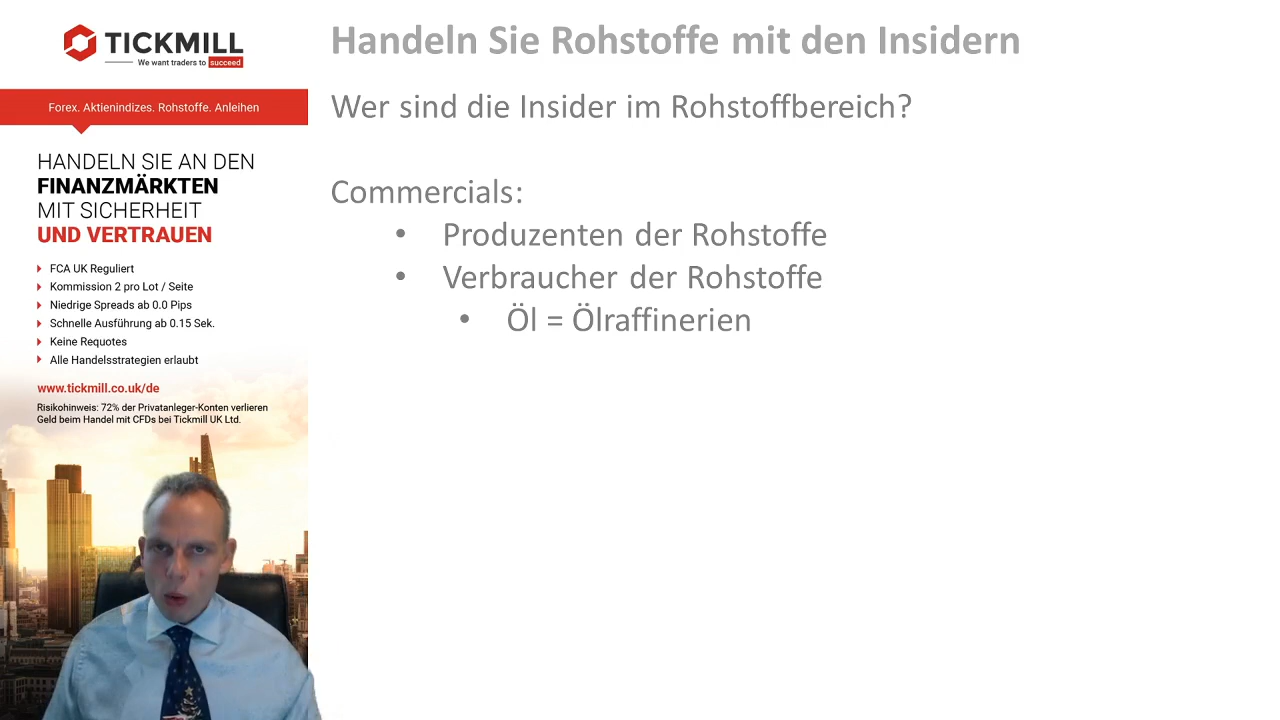 TICKMILL
We want traders to succeed
Forex. Aktienindizes. Rohstoffe. Anleihen
HANDELN SIE AN DEN
FINANZMÄRKTEN
MIT SICHERHEIT
UND VERTRAUEN
FCA UK Reguliert
Kommission 2 pro Lot / Seite
Niedrige Spreads ab 0.0 Pips
Schnelle Ausführung ab 0.15 Sek.
Keine Requotes
Alle Handelsstrategien erlaubt
www.tickmill.co.uk/de
Risikohinweis: 72% der Privatanleger-Konten verlieren
Geld beim Handel mit CFDs bei Tickmill UK Ltd.
Handeln Sie Rohstoffe mit den Insidern
Wer sind die Insider im Rohstoffbereich?
Commercials:
• Produzenten der Rohstoffe
• Verbraucher der Rohstoffe
• Öl = Ölraffinerien